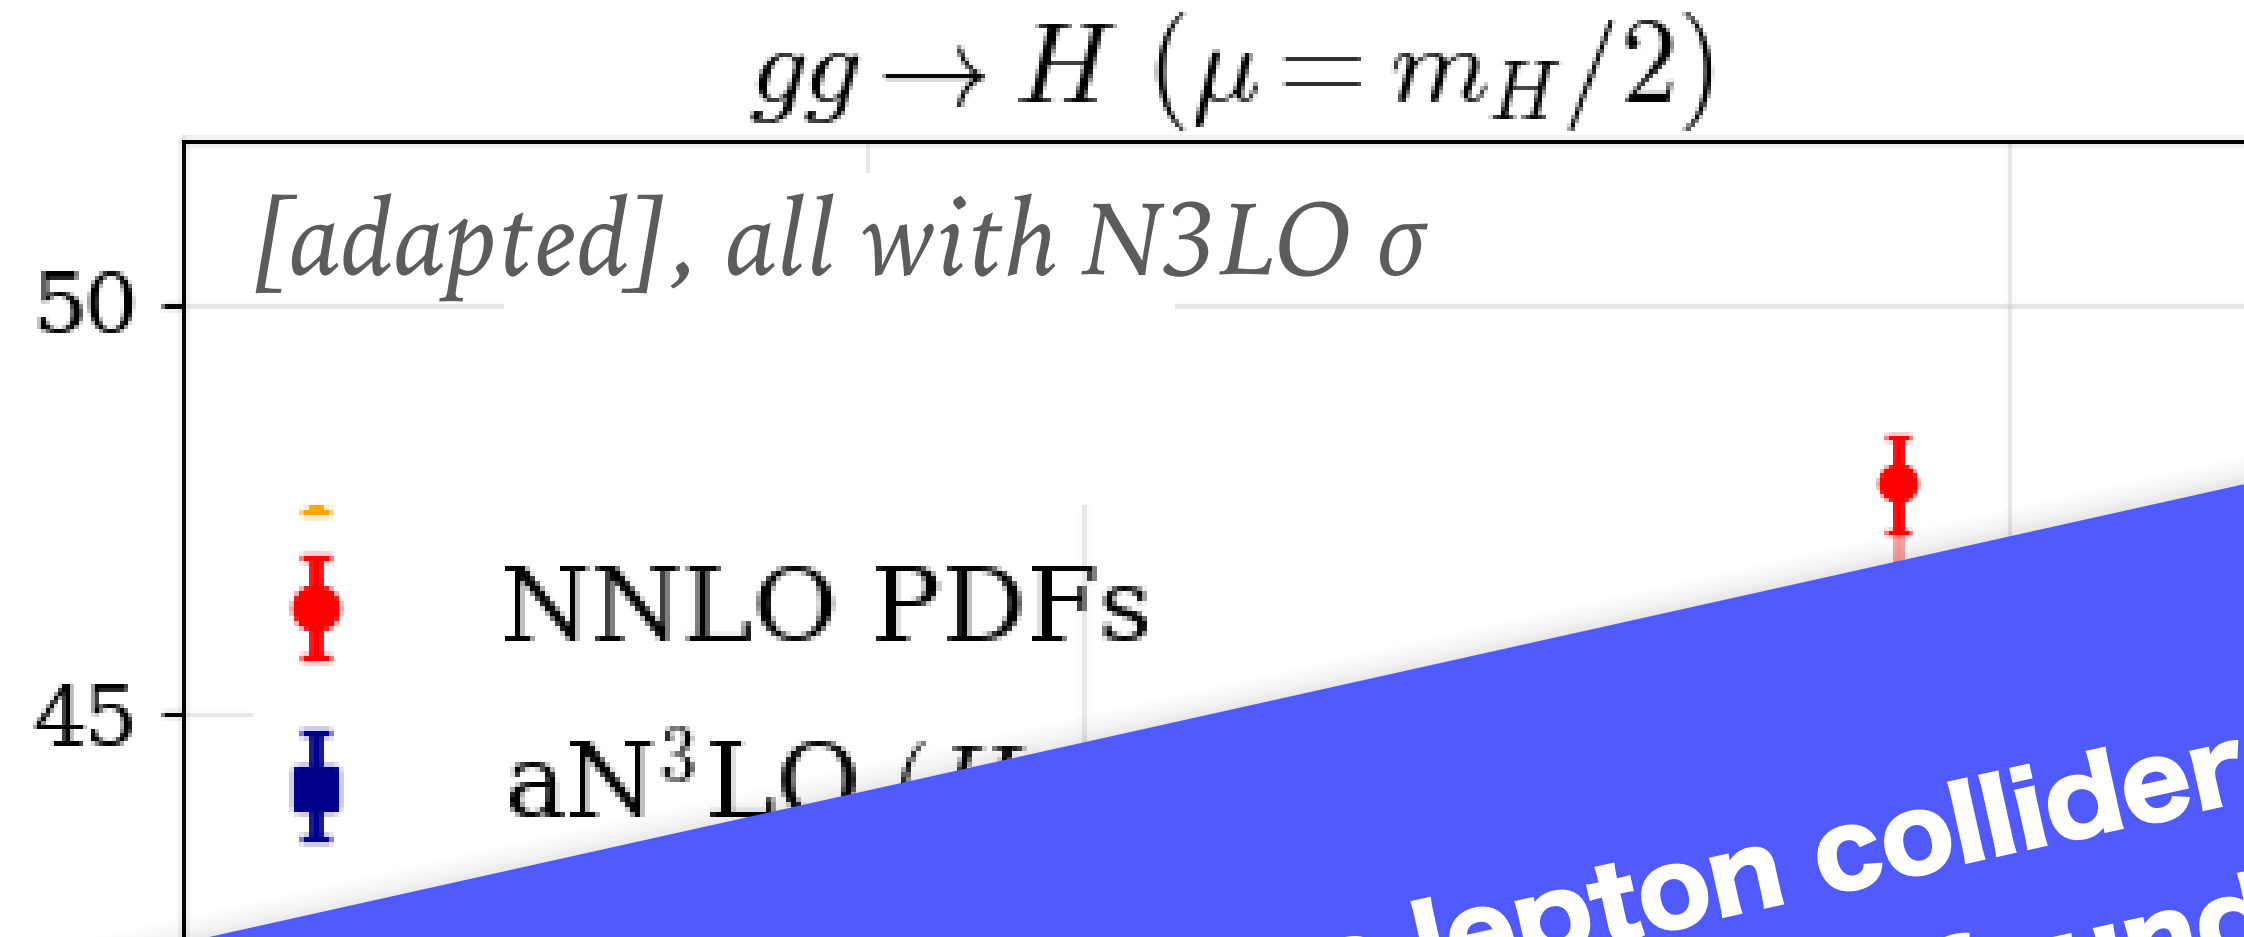 gg → H (μ = m_H/2)
[adapted], all with N3LO σ
50
NNLO PDFs
45
aN³LO (H
lepton collider